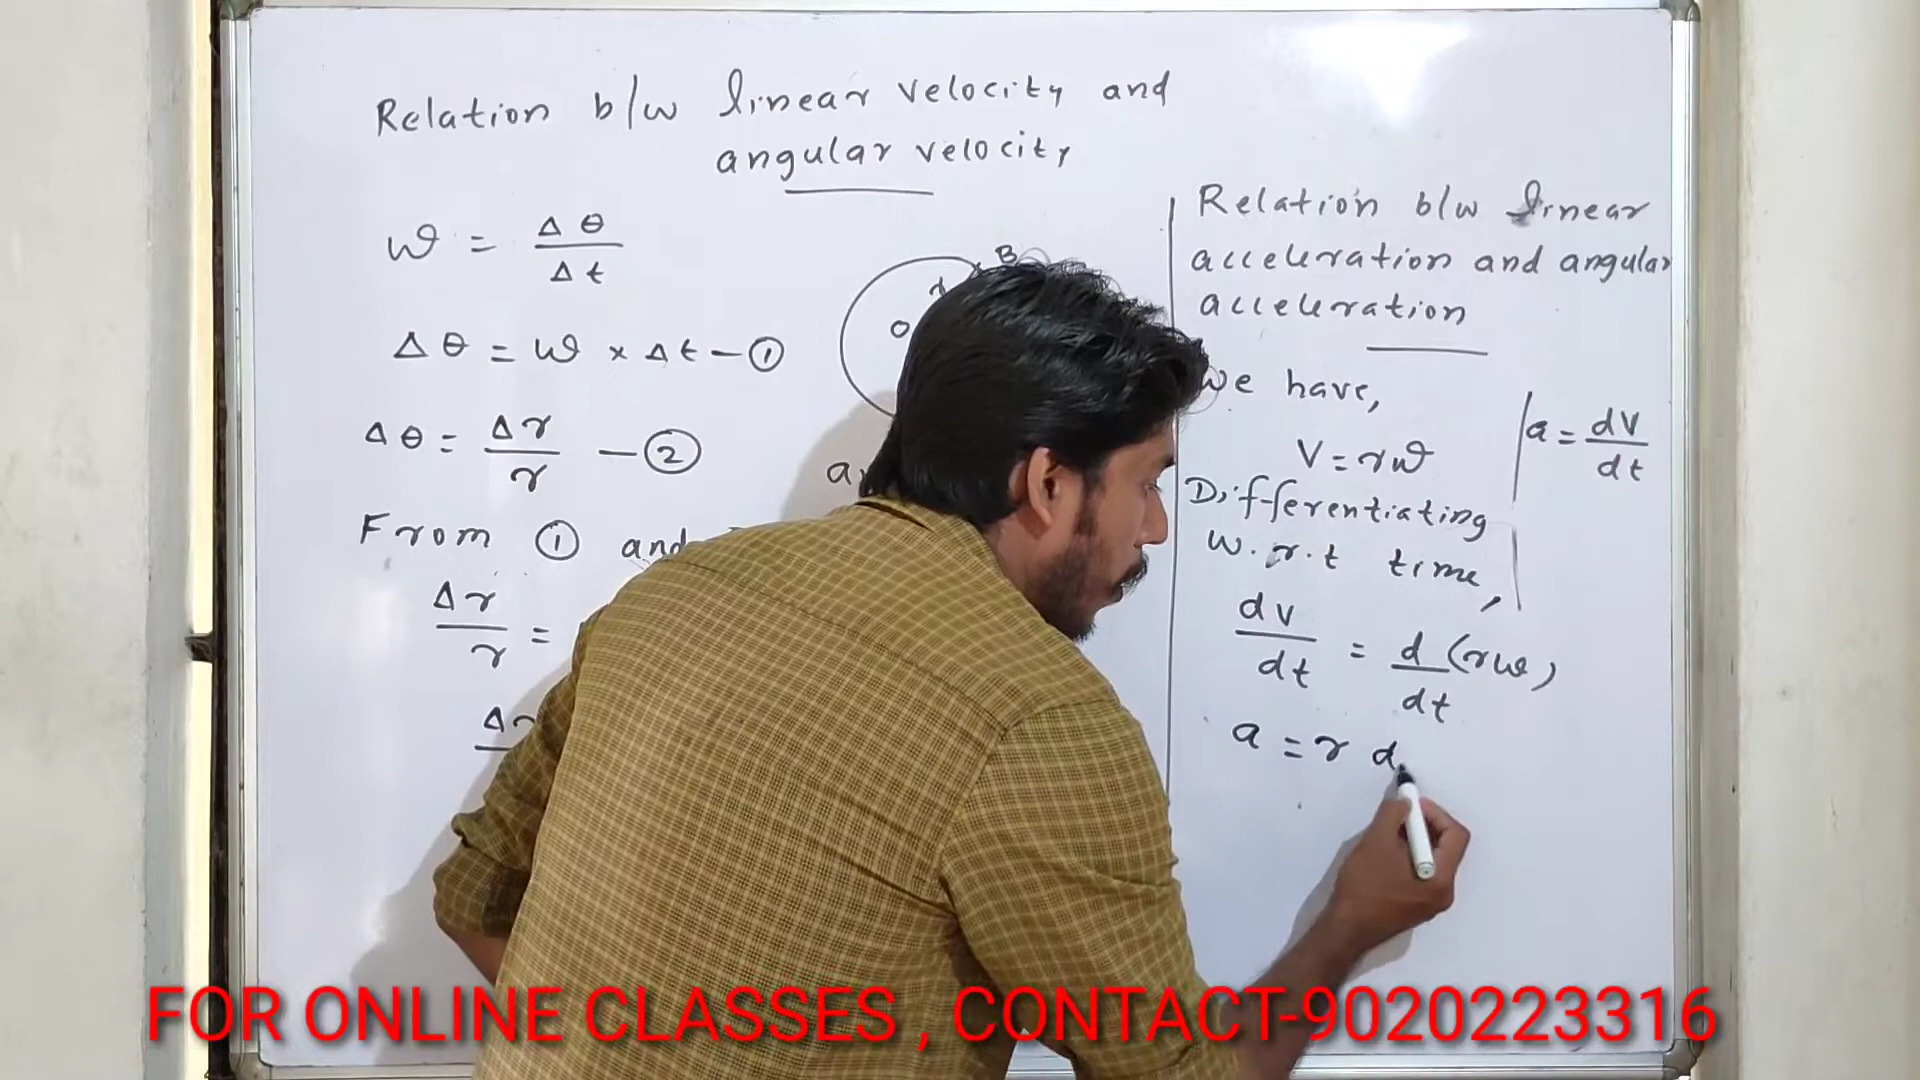 Relation b/w linear velocity and
angular velocity
ω = Δθ/Δt
Δθ = ω × Δt — ①
Δθ = Δr/r — ②
From ① and
Δr/r =
B
O
Relation b/w linear
acceleration and angular
acceleration
We have,
V = rω
a = dV/dt
Differentiating
w.r.t time,
dv/dt = d/dt (rω)
a = r d
FOR ONLINE CLASSES , CONTACT-9020223316